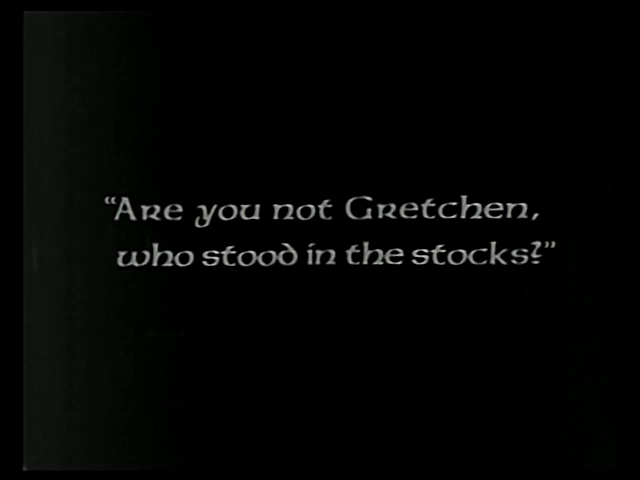 “Are you not Gretchen,
who stood in the stocks?”